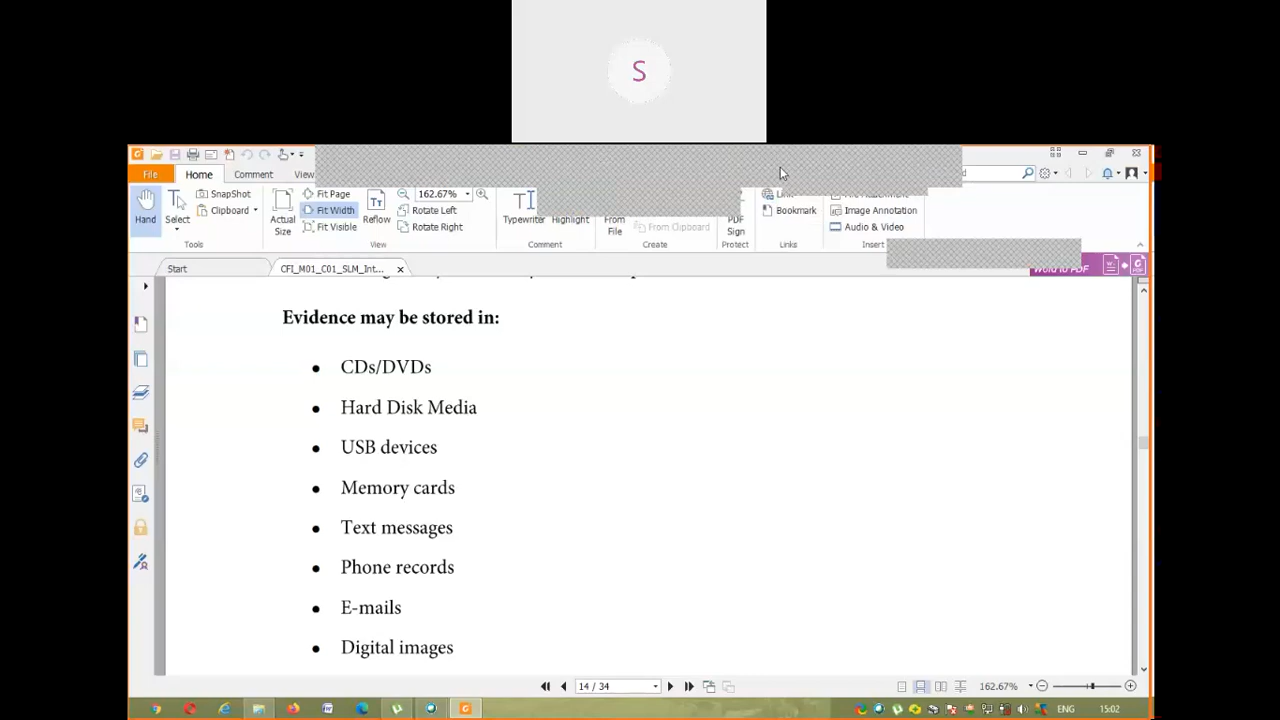 S
File
Home
Comment
View
Hand
Select
SnapShot
Clipboard
Tools
Actual
Size
Fit Page
Fit Width
Fit Visible
Reflow
162.67%
Rotate Left
Rotate Right
View
Typewriter
Highlight
Comment
From
File
From Clipboard
Create
PDF
Sign
Protect
Bookmark
Links
Image Annotation
Audio & Video
Insert
Start
CFI_M01_C01_SLM_Int...
Word to PDF
Evidence may be stored in:
CDs/DVDs
Hard Disk Media
USB devices
Memory cards
Text messages
Phone records
E-mails
Digital images
14 / 34
162.67%
ENG
15:02